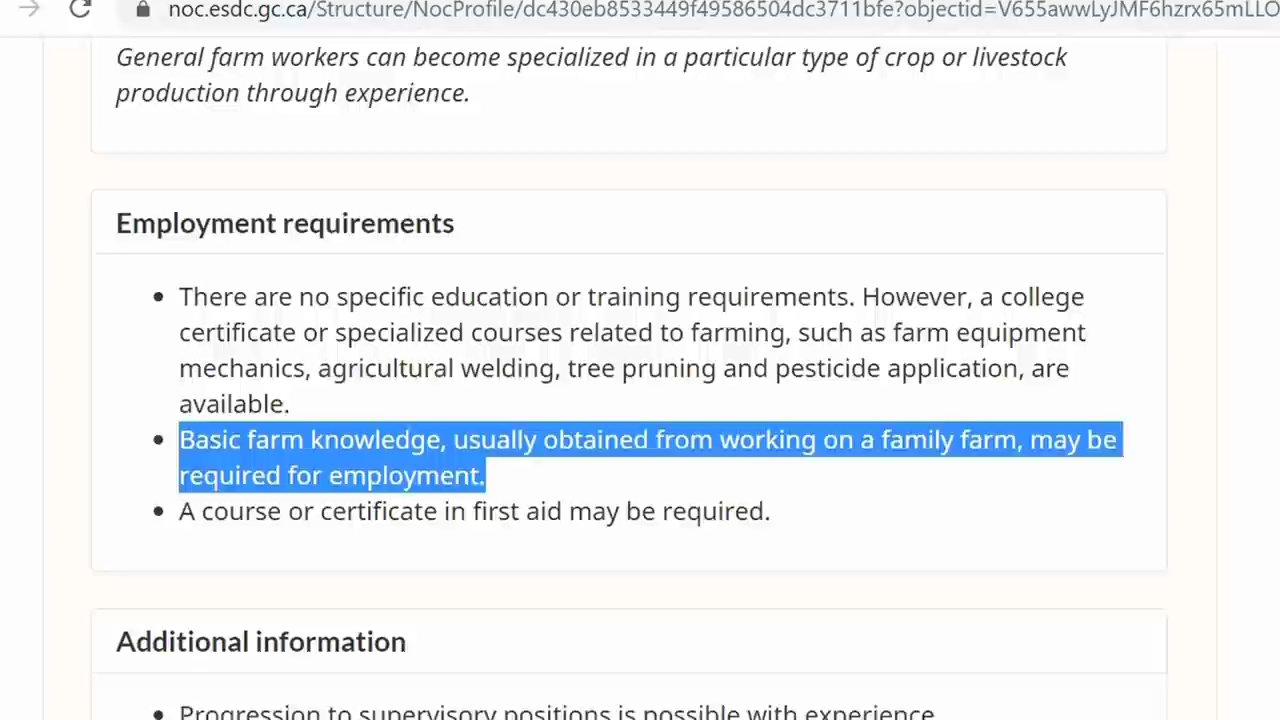 noc.esdc.gc.ca/Structure/NocProfile/dc430eb8533449f49586504dc3711bfe?objectid=V655awwLyJMF6hzrx65mLLO
General farm workers can become specialized in a particular type of crop or livestock
production through experience.
Employment requirements
• There are no specific education or training requirements. However, a college
certificate or specialized courses related to farming, such as farm equipment
mechanics, agricultural welding, tree pruning and pesticide application, are
available.
• Basic farm knowledge, usually obtained from working on a family farm, may be
required for employment.
• A course or certificate in first aid may be required.
Additional information
• Progression to supervisory positions is possible with experience.